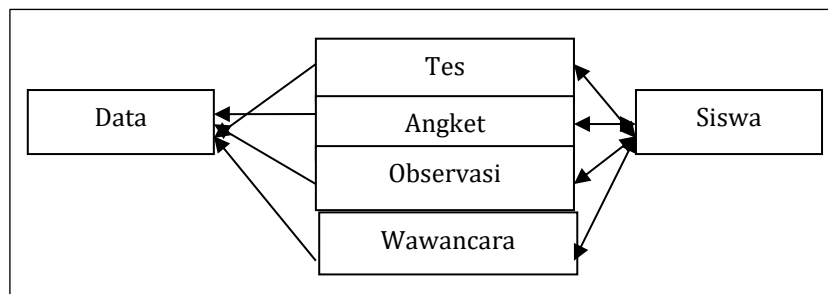 Tes
Data
Angket
Siswa
Observasi
Wawancara